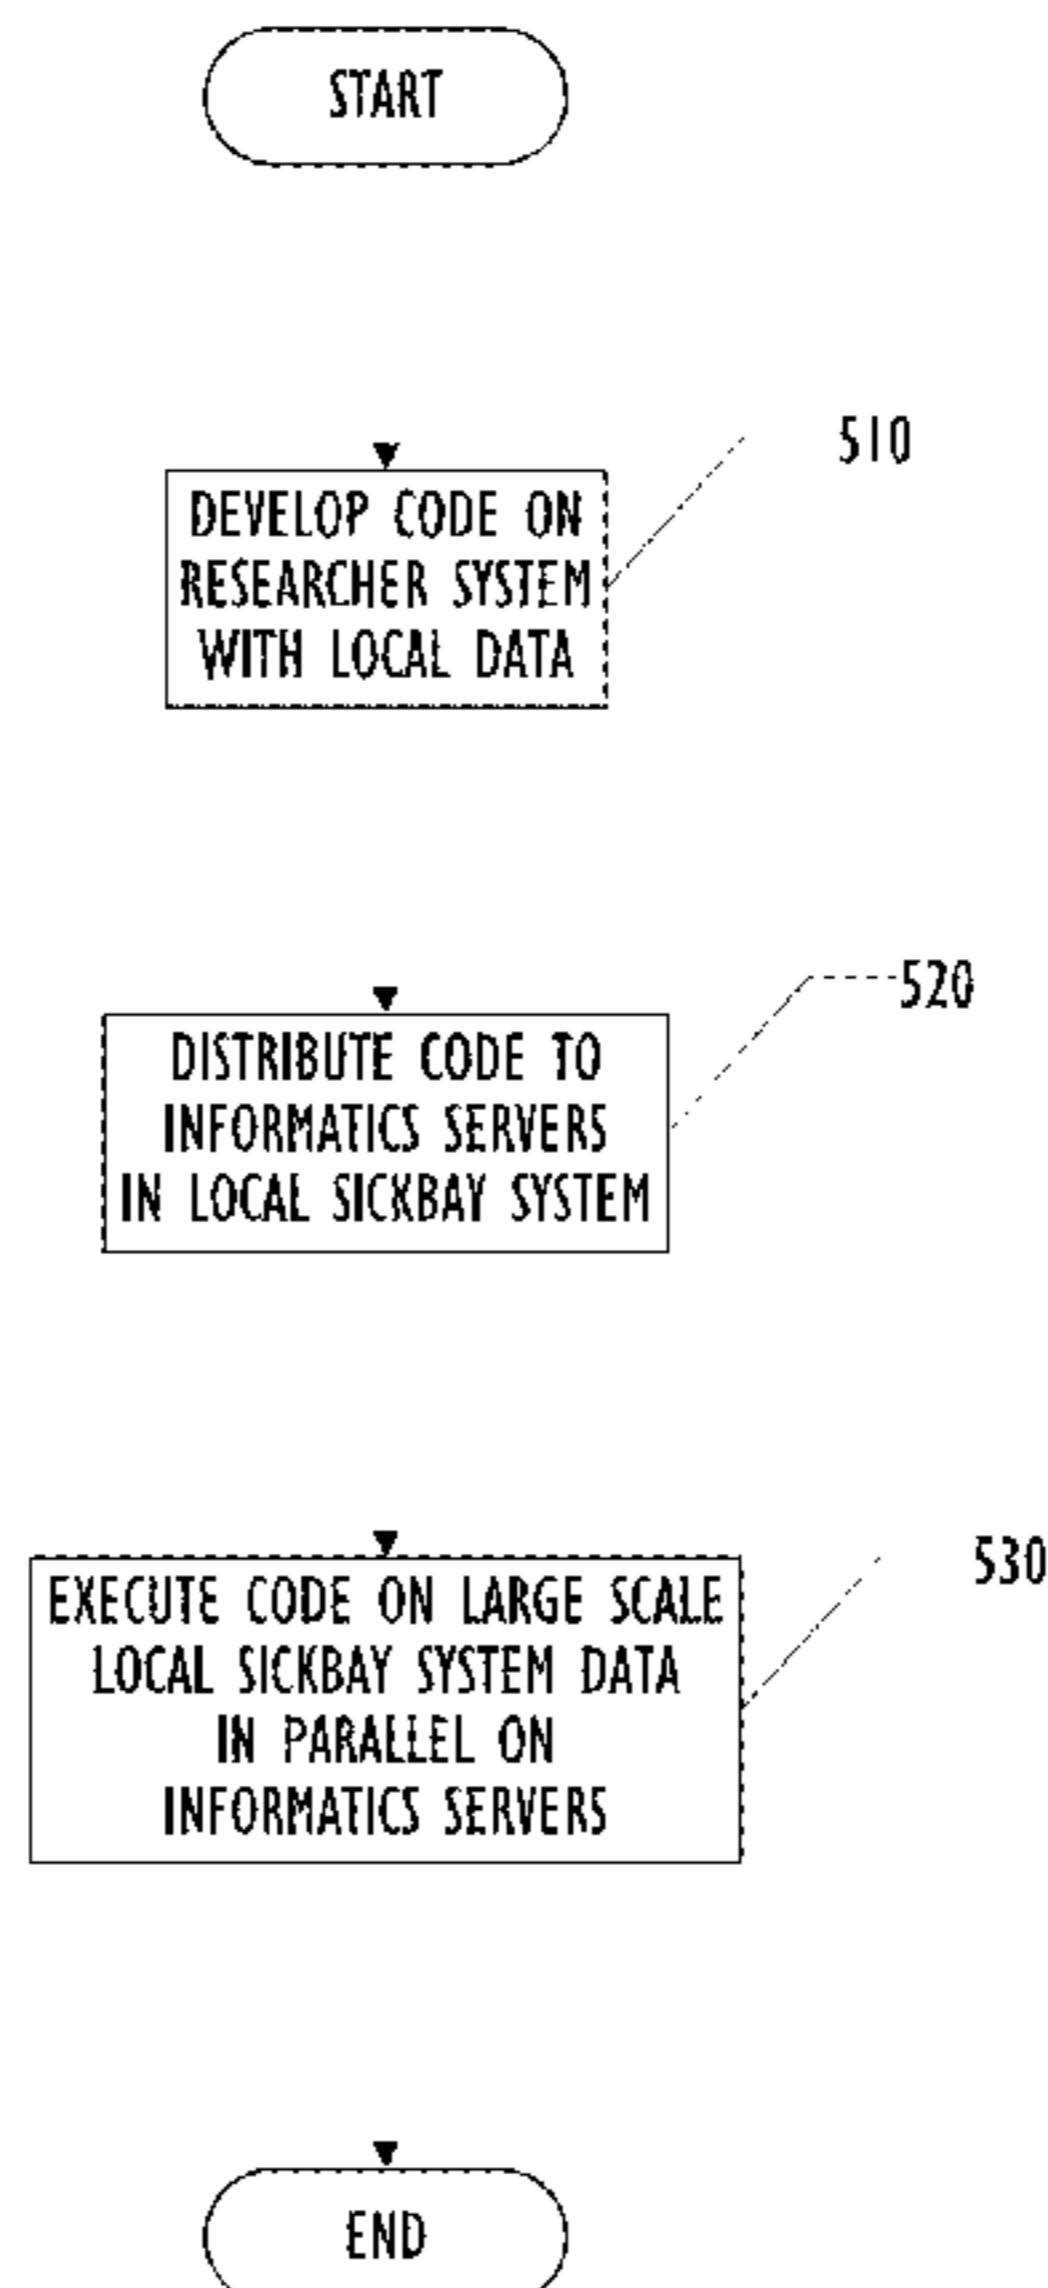 START
510
DEVELOP CODE ON
RESEARCHER SYSTEM
WITH LOCAL DATA
520
DISTRIBUTE CODE TO
INFORMATICS SERVERS
IN LOCAL SICKBAY SYSTEM
530
EXECUTE CODE ON LARGE SCALE
LOCAL SICKBAY SYSTEM DATA
IN PARALLEL ON
INFORMATICS SERVERS
END